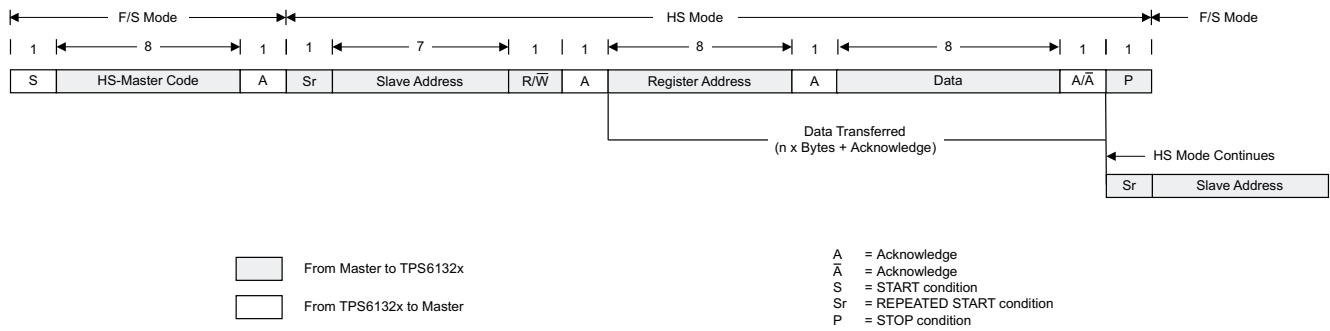 F/S Mode HS Mode F/S Mode
1 8 1 1 7 1 1 8 1 8 1 1
S HS-Master Code A Sr Slave Address R/W̅ A Register Address A Data A/A̅ P
Data Transferred
(n x Bytes + Acknowledge)
HS Mode Continues
Sr Slave Address
From Master to TPS6132x
From TPS6132x to Master
A = Acknowledge
A̅ = Acknowledge
S = START condition
Sr = REPEATED START condition
P = STOP condition